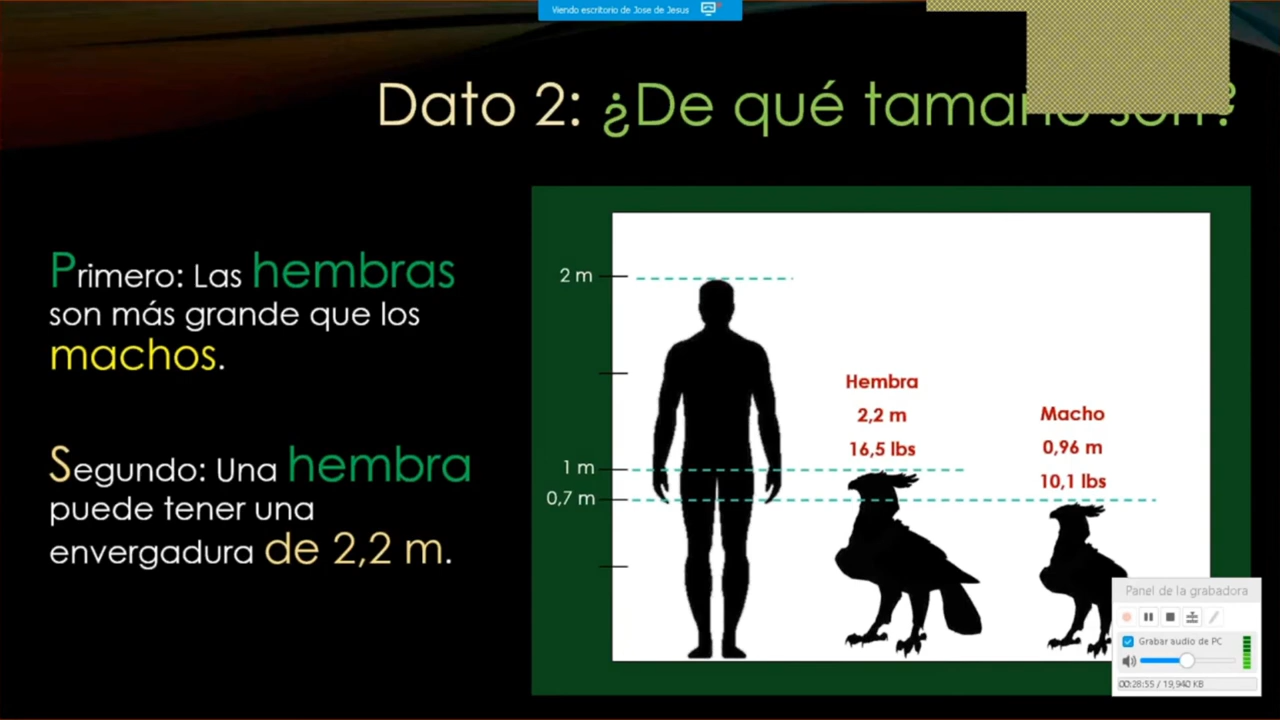 Viendo escritorio de Jose de Jesus
Dato 2: ¿De qué tamaño son?
Primero: Las hembras
son más grande que los
machos.
Segundo: Una hembra
puede tener una
envergadura de 2,2 m.
2 m
1 m
0,7 m
Hembra
2,2 m
16,5 lbs
Macho
0,96 m
10,1 lbs
Panel de la grabadora
Grabar audio de PC
00:28:55 / 19,940 KB